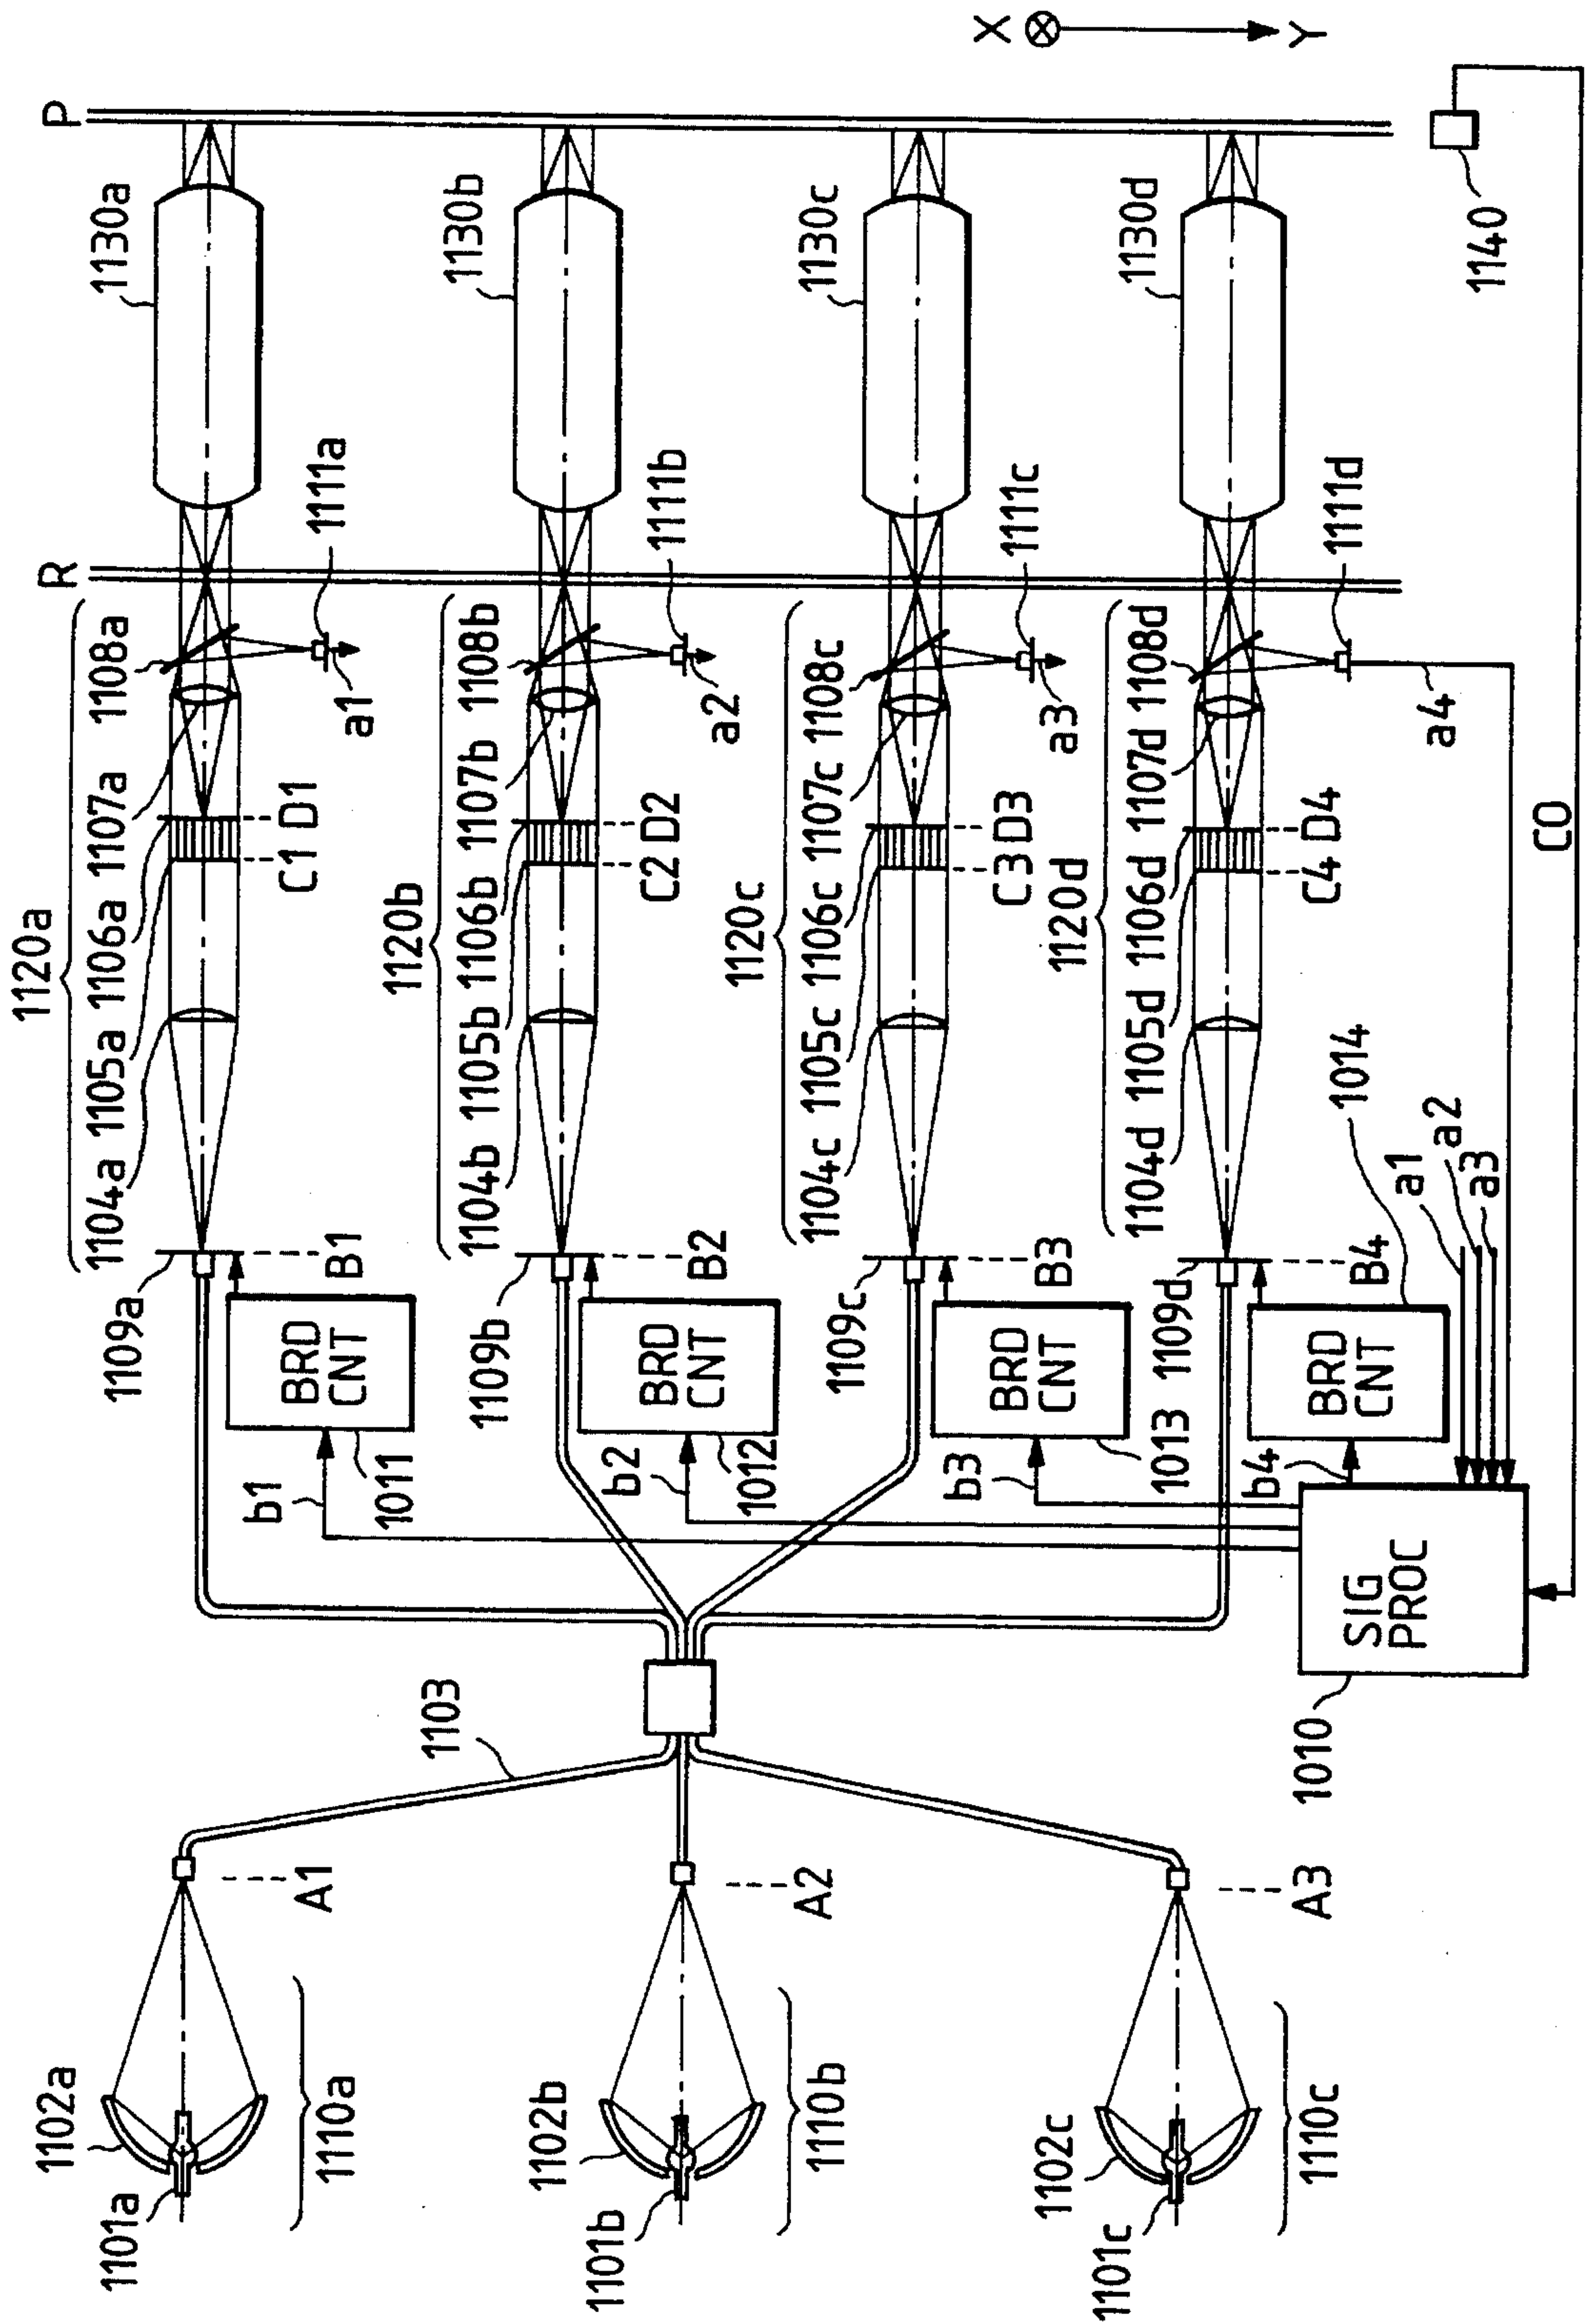 X
Y
P
R
1130a
1130b
1130c
1130d
1140
1120a
1104a 1105a 1106a 1107a 1108a
1111a
a1
C1 D1
1120b
1104b 1105b 1106b 1107b 1108b
1111b
a2
C2 D2
1120c
1104c 1105c 1106c 1107c 1108c
1111c
a3
C3 D3
1120d
1104d 1105d 1106d 1107d 1108d
1111d
a4
C4 D4
C0
1109a
B1
BRD
CNT
1011
b1
1109b
B2
BRD
CNT
1012
b2
1109c
B3
BRD
CNT
1013
b3
1109d
B4
BRD
CNT
1014
b4
a1
a2
a3
SIG
PROC
1010
1103
A1
A2
A3
1102a
1101a
1110a
1102b
1101b
1110b
1102c
1101c
1110c